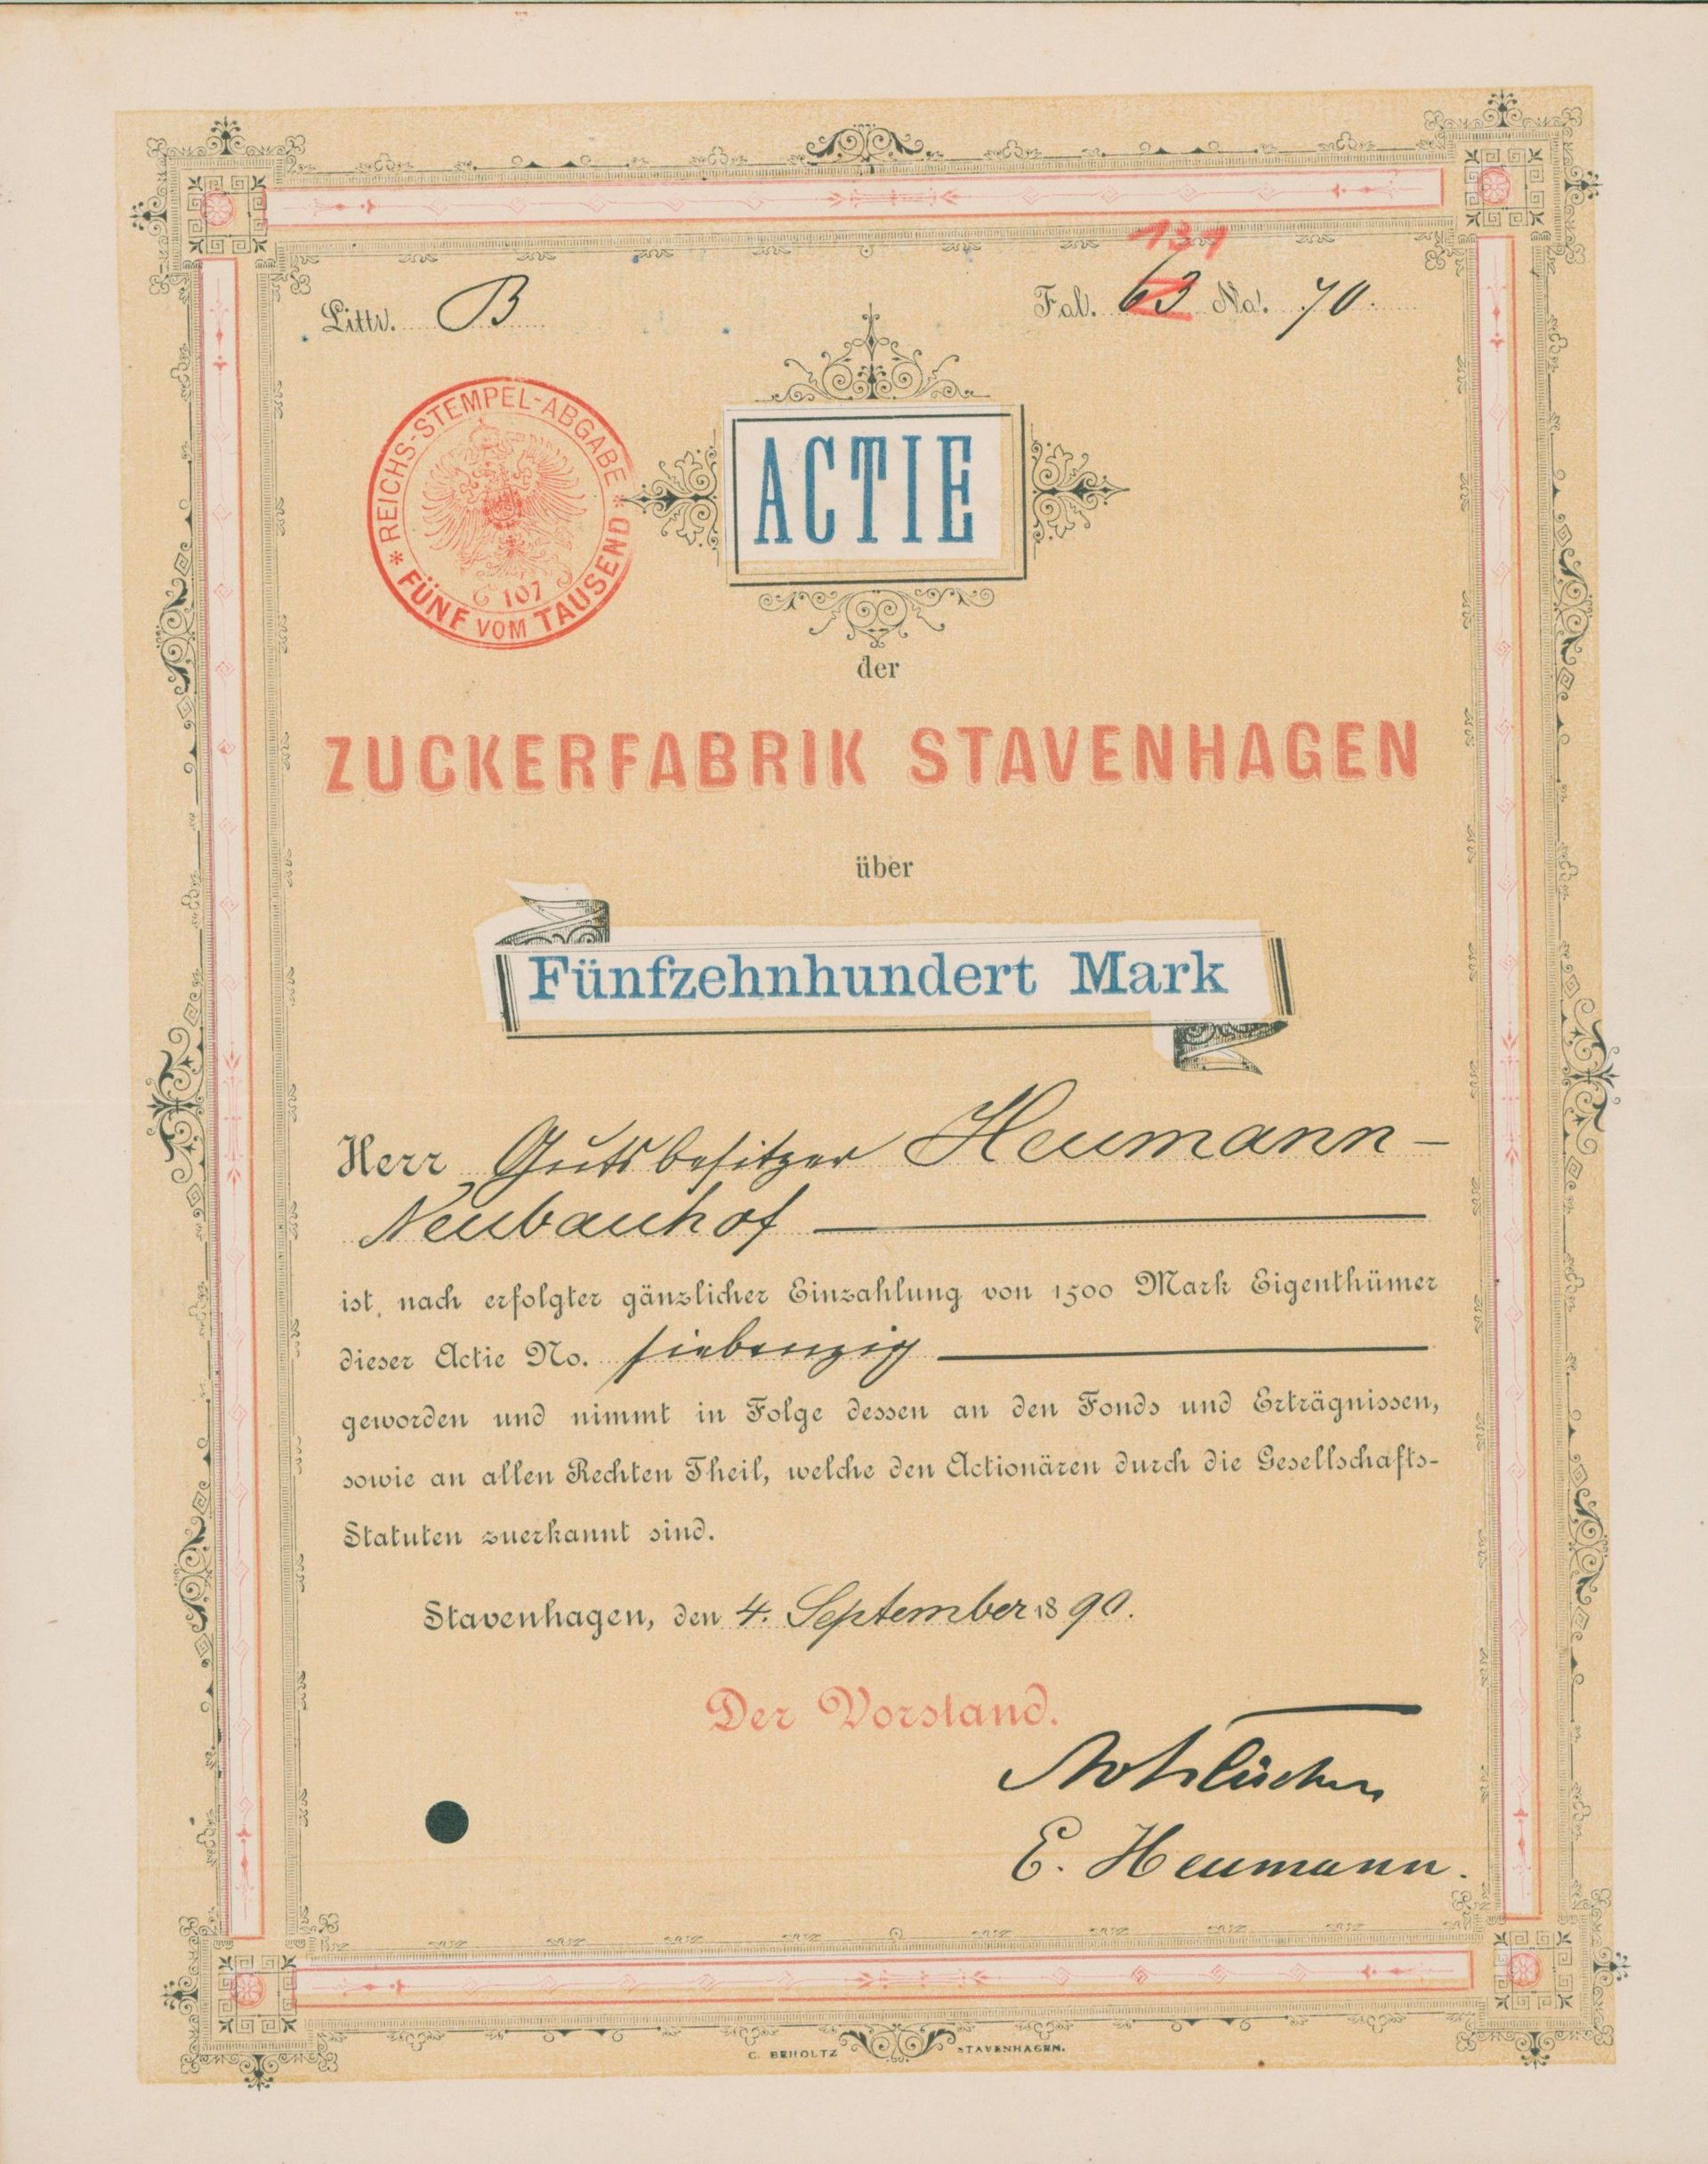 131
Littr. B Fol. 63 No. 70.
* REICHS-STEMPEL-ABGABE *
FÜNF VOM TAUSEND
G 107
ACTIE
der
ZUCKERFABRIK STAVENHAGEN
über
Fünfzehnhundert Mark
Herr Gutsbesitzer Heumann-
Neubauhof
ist, nach erfolgter gänzlicher Einzahlung von 1500 Mark Eigenthümer
dieser Actie No. siebenzig
geworden und nimmt in Folge dessen an den Fonds und Erträgnissen,
sowie an allen Rechten Theil, welche den Actionären durch die Gesellschafts-
Statuten zuerkannt sind.
Stavenhagen, den 4. September 1890.
Der Vorstand.
E. Heumann.
C. BEHOLTZ STAVENHAGEN.